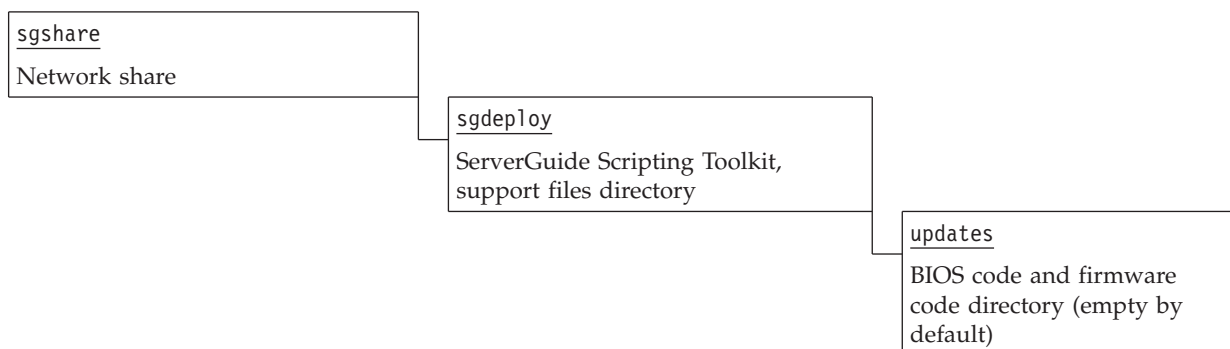 sgshare
Network share
sgdeploy
ServerGuide Scripting Toolkit,
support files directory
updates
BIOS code and firmware
code directory (empty by
default)